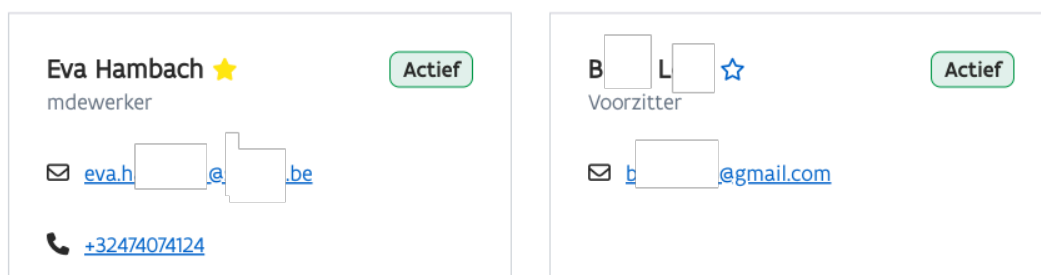 Eva Hambach
Actief
mdewerker
eva.h @ .be
+32474074124
B L
Actief
Voorzitter
b @gmail.com